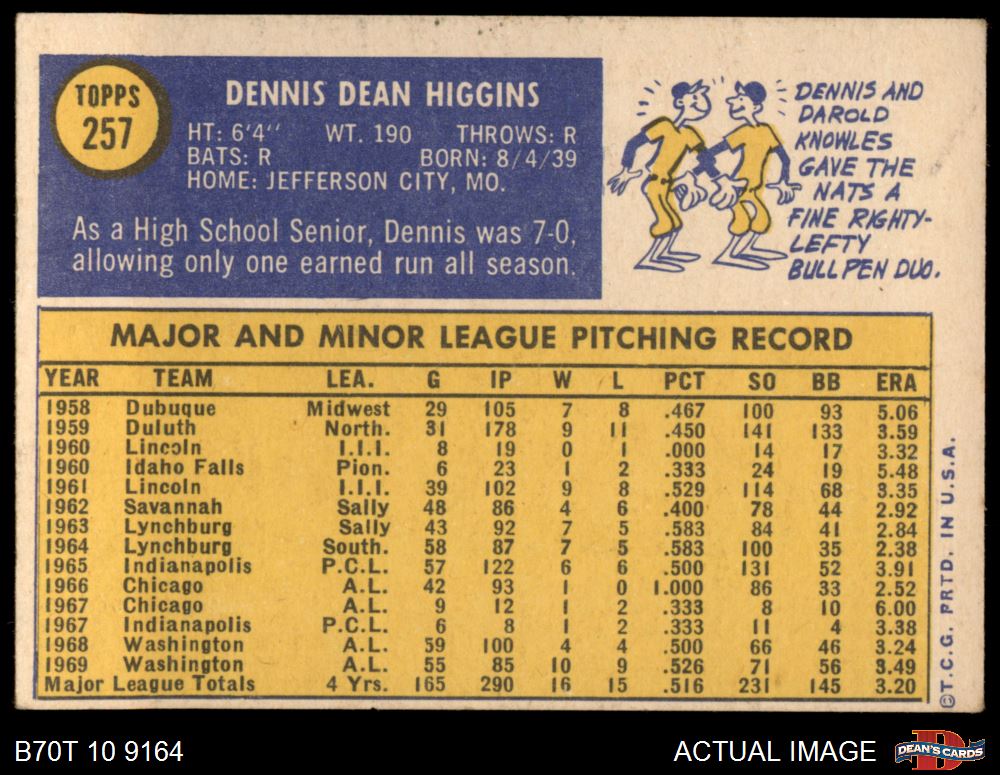 TOPPS
257
DENNIS DEAN HIGGINS
HT: 6'4" WT. 190 THROWS: R
BATS: R BORN: 8/4/39
HOME: JEFFERSON CITY, MO.
As a High School Senior, Dennis was 7-0,
allowing only one earned run all season.
DENNIS AND
DAROLD
KNOWLES
GAVE THE
NATS A
FINE RIGHTY-
LEFTY
BULLPEN DUO.
MAJOR AND MINOR LEAGUE PITCHING RECORD
YEAR TEAM LEA. G IP W L PCT SO BB ERA
1958 Dubuque Midwest 29 105 7 8 .467 100 93 5.06
1959 Duluth North. 31 178 9 11 .450 141 133 3.59
1960 Lincoln I.I.I. 8 19 0 1 .000 14 17 3.32
1960 Idaho Falls Pion. 6 23 1 2 .333 24 19 5.48
1961 Lincoln I.I.I. 39 102 9 8 .529 114 68 3.35
1962 Savannah Sally 48 86 4 6 .400 78 44 2.92
1963 Lynchburg Sally 43 92 7 5 .583 84 41 2.84
1964 Lynchburg South. 58 87 7 5 .583 100 35 2.38
1965 Indianapolis P.C.L. 57 122 6 6 .500 131 52 3.91
1966 Chicago A.L. 42 93 1 0 1.000 86 33 2.52
1967 Chicago A.L. 9 12 1 2 .333 8 10 6.00
1967 Indianapolis P.C.L. 6 8 1 2 .333 11 4 3.38
1968 Washington A.L. 59 100 4 4 .500 66 46 3.24
1969 Washington A.L. 55 85 10 9 .526 71 56 3.49
Major League Totals 4 Yrs. 165 290 16 15 .516 231 145 3.20
©T.C.G. PRTD. IN U.S.A.
B70T 10 9164
ACTUAL IMAGE
DEAN'S CARDS